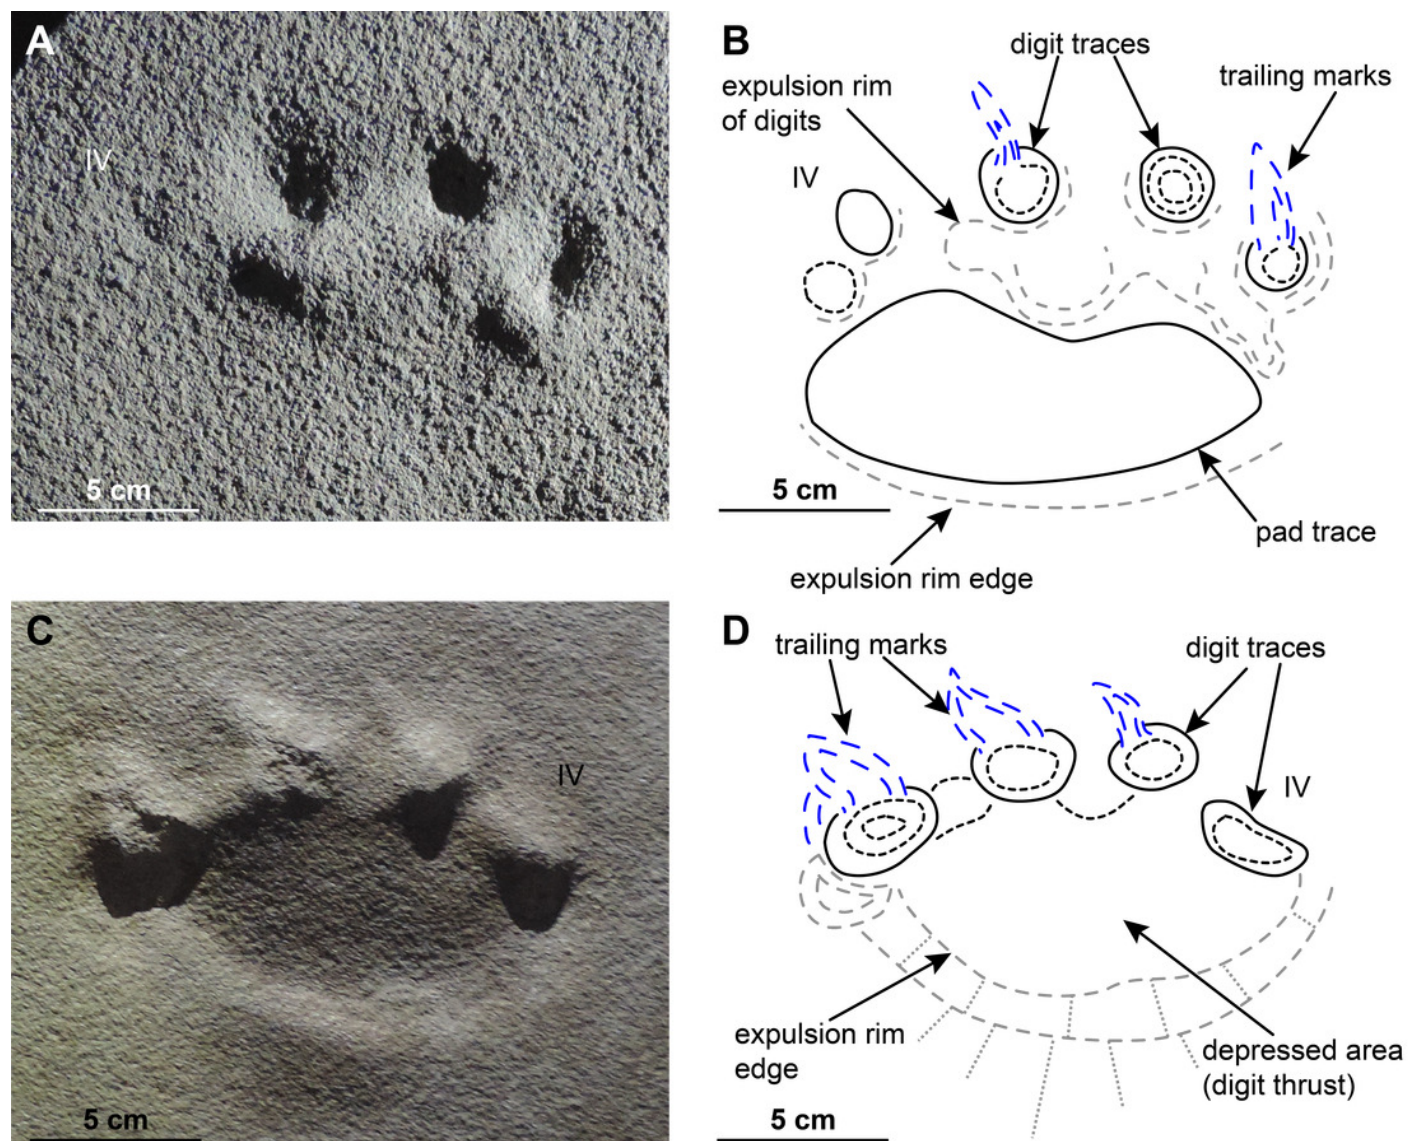 A
IV
5 cm
B
digit traces
expulsion rim
of digits
trailing marks
IV
5 cm
pad trace
expulsion rim edge
C
IV
5 cm
D
trailing marks
digit traces
IV
expulsion rim
edge
depressed area
(digit thrust)
5 cm